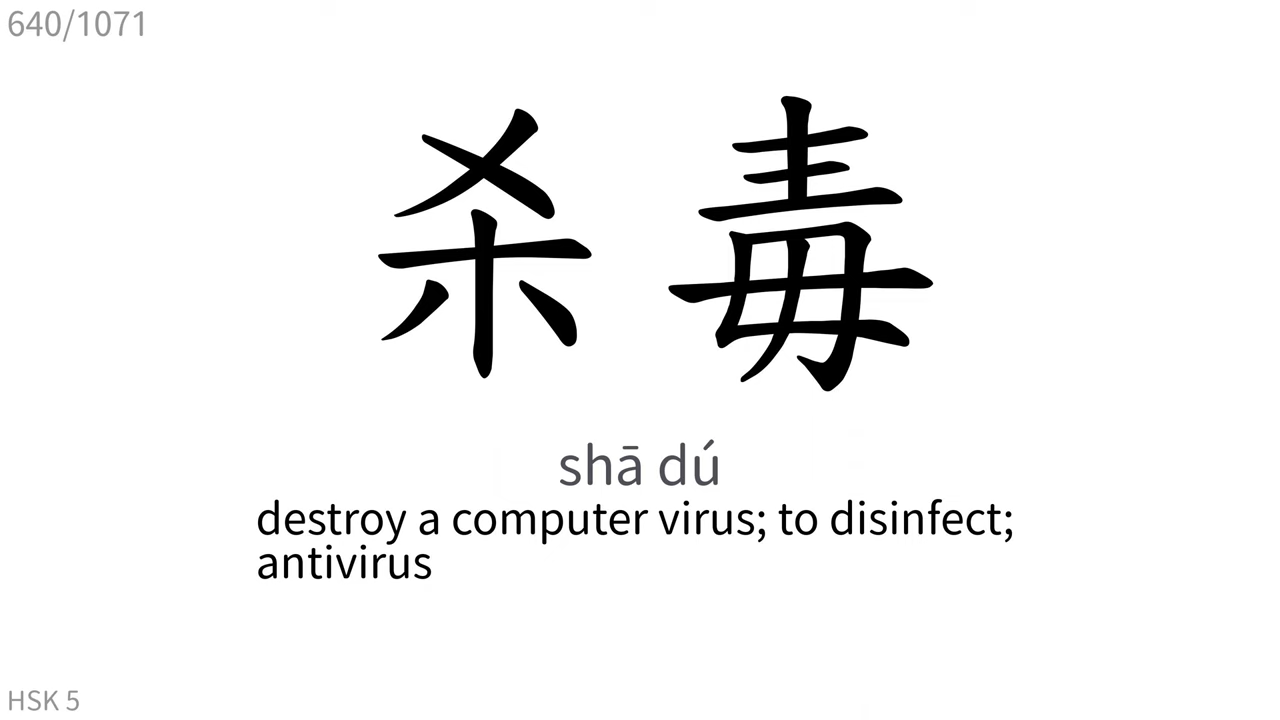 640/1071
杀毒
shā dú
destroy a computer virus; to disinfect;
antivirus
HSK 5